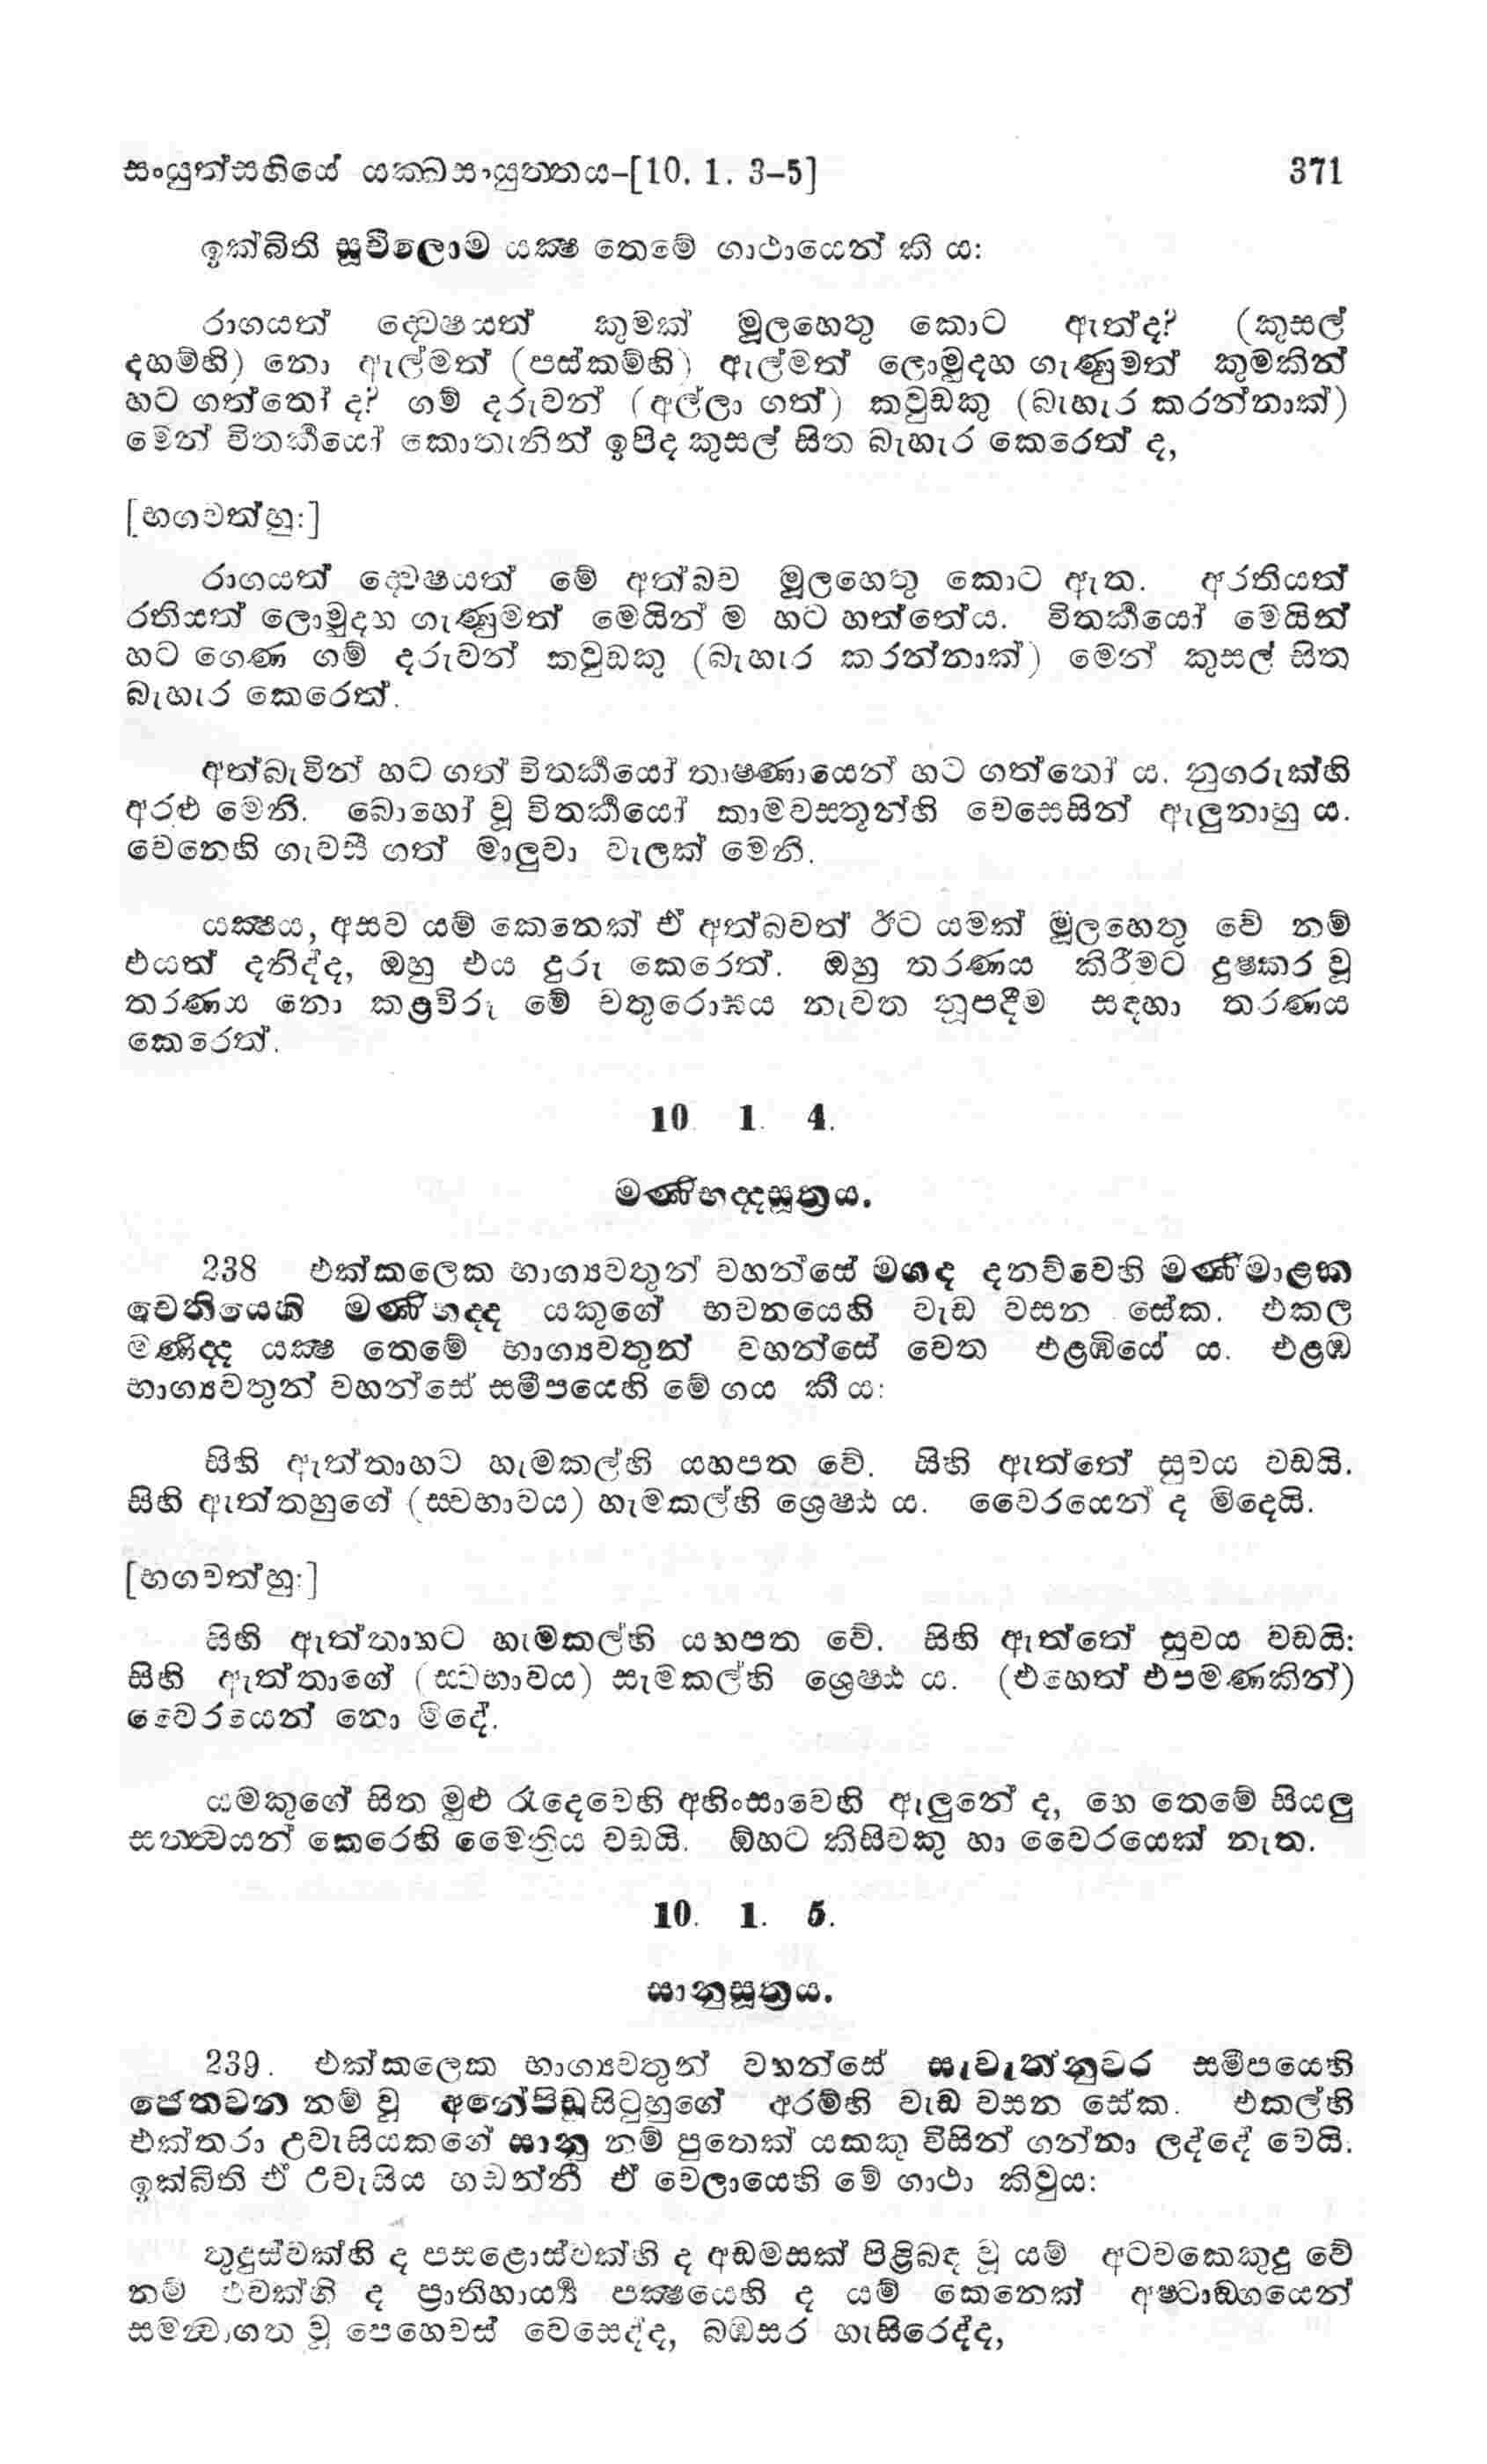 සංයුත්සඟියේ යක්ඛසංයුත්තය-[10. 1. 3-5] 371
ඉක්බිති සූචිලොම යක්ෂ තෙමේ ගාථායෙන් කී ය:
රාගයත් ද්වෙෂයත් කුමක් මූලහෙතු කොට ඇත්ද? (කුසල්
දහම්හි) නො ඇල්මත් (පස්කම්හි) ඇල්මත් ලොමුදහ ගැණුමත් කුමකින්
හට ගත්තෝ ද? ගම් දරුවන් (අල්ලා ගත්) කවුඩකු (බැහැර කරන්නාක්)
මෙන් විතර්කයෝ කොතැනින් ඉපිද කුසල් සිත බැහැර කෙරෙත් ද,
[භගවත්හු:]
රාගයත් ද්වෙෂයත් මේ අත්බව මූලහෙතු කොට ඇත. අරතියත්
රතියත් ලොමුදහ ගැණුමත් මෙයින් ම හට හත්තේය. විතර්කයෝ මෙයින්
හට ගෙණ ගම් දරුවන් කවුඩකු (බැහැර කරන්නාක්) මෙන් කුසල් සිත
බැහැර කෙරෙත්.
අත්බැවින් හට ගත් විතර්කයෝ තෘෂ්ණායෙන් හට ගත්තෝ ය. නුගරුක්හි
අරළු මෙනි. බොහෝ වූ විතර්කයෝ කාමවස්තූන්හි වෙසෙසින් ඇලුනාහු ය.
වෙනෙහි ගැවසී ගත් මාලුවා වැලක් මෙනි.
යක්ෂය, අසව යම් කෙනෙක් ඒ අත්බවත් ඊට යමක් මූලහෙතු වේ නම්
එයත් දනිද්ද, ඔහු එය දුරු කෙරෙත්. ඔහු තරණය කිරීමට දුෂ්කර වූ
තරණය නො කළවිරූ මේ චතුරොඝය නැවත නූපදීම සඳහා තරණය
කෙරෙත්.
10 1. 4.
මණිභද්දසූත්‍රය.
238 එක්කලෙක භාග්‍යවතුන් වහන්සේ මගද දනව්වෙහි මණිමාළක
චෙතියෙහි මණිභද්ද යකුගේ භවනයෙහි වැඩ වසන සේක. එකල
මණිද්ද යක්ෂ තෙමේ භාග්‍යවතුන් වහන්සේ වෙත එළඹියේ ය. එළඹ
භාග්‍යවතුන් වහන්සේ සමීපයෙහි මේ ගය කී ය:
සිහි ඇත්තාහට හැමකල්හි යහපත වේ. සිහි ඇත්තේ සුවය වඩයි.
සිහි ඇත්තහුගේ (ස්වභාවය) හැමකල්හි ශ්‍රෙෂ්ඨ ය. වෛරයෙන් ද මිදෙයි.
[භගවත්හු:]
සිහි ඇත්තාහට හැමකල්හි යහපත වේ. සිහි ඇත්තේ සුවය වඩයි:
සිහි ඇත්තාගේ (ස්වභාවය) සැමකල්හි ශ්‍රෙෂ්ඨ ය. (එහෙත් එපමණකින්)
වෛරයෙන් නො මිදේ.
යමකුගේ සිත මුළු රෑදෙවෙහි අහිංසාවෙහි ඇලුනේ ද, හෙ තෙමේ සියලු
සත්ත්වයන් කෙරෙහි මෛත්‍රිය වඩයි. ඕහට කිසිවකු හා වෛරයෙක් නැත.
10. 1. 5.
සානුසූත්‍රය.
239. එක්කලෙක භාග්‍යවතුන් වහන්සේ සැවැත්නුවර සමීපයෙහි
ජෙතවන නම් වූ අනේපිඬුසිටුහුගේ අරම්හි වැඩ වසන සේක. එකල්හි
එක්තරා උවැසියකගේ සානු නම් පුතෙක් යකකු විසින් ගන්නා ලද්දේ වෙයි.
ඉක්බිති ඒ උවැසිය හඩන්නී ඒ වෙලායෙහි මේ ගාථා කිවුය:
තුදුස්වක්හි ද පසළොස්වක්හි ද අඩමසක් පිළිබඳ වූ යම් අටවකෙකුදු වේ
නම් එවක්හි ද ප්‍රාතිහාර්ය්‍ය පක්ෂයෙහි ද යම් කෙනෙක් අෂ්ටාඞ්ගයෙන්
සමන්වාගත වූ පෙහෙවස් වෙසෙද්ද, බඹසර හැසිරෙද්ද,